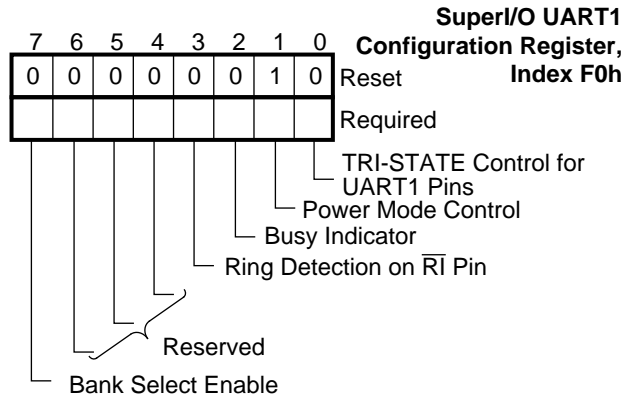 SuperI/O UART1
Configuration Register,
Index F0h
7 6 5 4 3 2 1 0
0 0 0 0 0 0 1 0 Reset
Required
TRI-STATE Control for
UART1 Pins
Power Mode Control
Busy Indicator
Ring Detection on R̅I̅ Pin
Reserved
Bank Select Enable